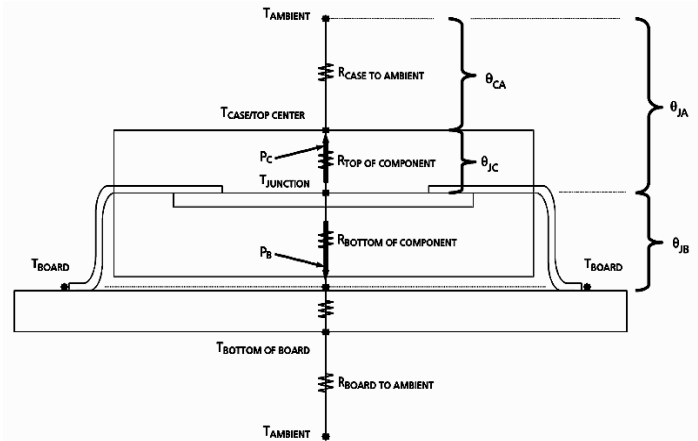 TAMBIENT
RCASE TO AMBIENT
θCA
θJA
TCASE/TOP CENTER
PC
RTOP OF COMPONENT
θJC
TJUNCTION
RBOTTOM OF COMPONENT
PB
θJB
TBOARD
TBOARD
TBOTTOM OF BOARD
RBOARD TO AMBIENT
TAMBIENT